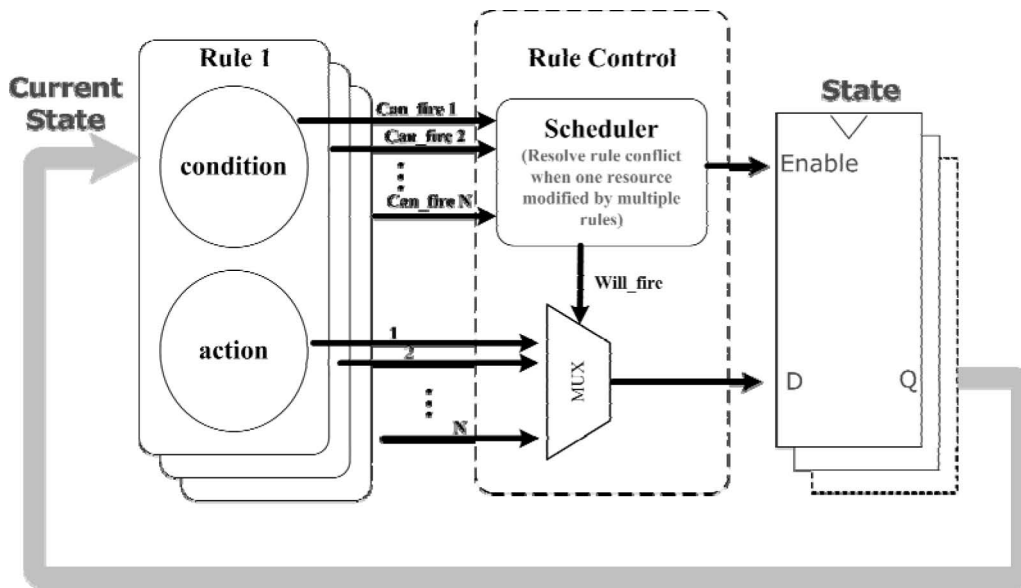 Rule 1
Rule Control
Current
State
State
Can_fire 1
Can_fire 2
Can_fire N
condition
Scheduler
(Resolve rule conflict
when one resource
modified by multiple
rules)
Enable
Will_fire
action
1
2
N
MUX
D
Q